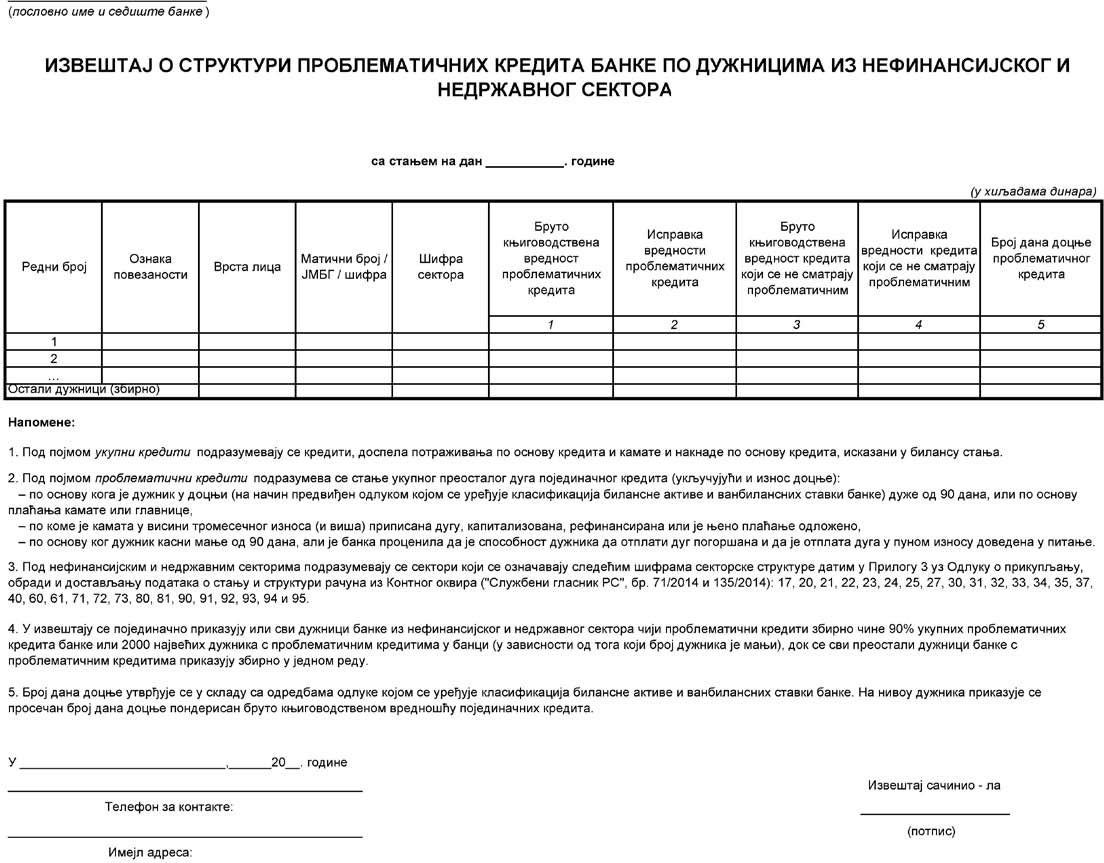 (пословно име и седиште банке )
ИЗВЕШТАЈ О СТРУКТУРИ ПРОБЛЕМАТИЧНИХ КРЕДИТА БАНКЕ ПО ДУЖНИЦИМА ИЗ НЕФИНАНСИЈСКОГ И
НЕДРЖАВНОГ СЕКТОРА
са стањем на дан ___________. године
(у хиљадама динара)
Редни број
Ознака
повезаности
Врста лица
Матични број /
ЈМБГ / шифра
Шифра
сектора
Бруто
књиговодствена
вредност
проблематичних
кредита
Исправка
вредности
проблематичних
кредита
Бруто
књиговодствена
вредност кредита
који се не сматрају
проблематичним
Исправка
вредности кредита
који се не сматрају
проблематичним
Број дана доцње
проблематичног
кредита
1 2 3 4 5
1
2
...
Остали дужници (збирно)
Напомене:
1. Под појмом укупни кредити подразумевају се кредити, доспела потраживања по основу кредита и камате и накнаде по основу кредита, исказани у билансу стања.
2. Под појмом проблематични кредити подразумева се стање укупног преосталог дуга појединачног кредита (укључујући и износ доцње):
– по основу кога је дужник у доцњи (на начин предвиђен одлуком којом се уређује класификација билансне активе и ванбилансних ставки банке) дуже од 90 дана, или по основу
плаћања камате или главнице,
– по коме је камата у висини тромесечног износа (и виша) приписана дугу, капитализована, рефинансирана или је њено плаћање одложено,
– по основу ког дужник касни мање од 90 дана, али је банка проценила да је способност дужника да отплати дуг погоршана и да је отплата дуга у пуном износу доведена у питање.
3. Под нефинансијским и недржавним секторима подразумевају се сектори који се означавају следећим шифрама секторске структуре датим у Прилогу 3 уз Одлуку о прикупљању,
обради и достављању података о стању и структури рачуна из Контног оквира ("Службени гласник РС", бр. 71/2014 и 135/2014): 17, 20, 21, 22, 23, 24, 25, 27, 30, 31, 32, 33, 34, 35, 37,
40, 60, 61, 71, 72, 73, 80, 81, 90, 91, 92, 93, 94 и 95.
4. У извештају се појединачно приказују или сви дужници банке из нефинансијског и недржавног сектора чији проблематични кредити збирно чине 90% укупних проблематичних
кредита банке или 2000 највећих дужника с проблематичним кредитима у банци (у зависности од тога који број дужника је мањи), док се сви преостали дужници банке с
проблематичним кредитима приказују збирно у једном реду.
5. Број дана доцње утврђује се у складу са одредбама одлуке којом се уређује класификација билансне активе и ванбилансних ставки банке. На нивоу дужника приказује се
просечан број дана доцње пондерисан бруто књиговодственом вредношћу појединачних кредита.
У ______________________________,______20__. године
Извештај сачинио - ла
Телефон за контакте:
(потпис)
Имејл адреса: